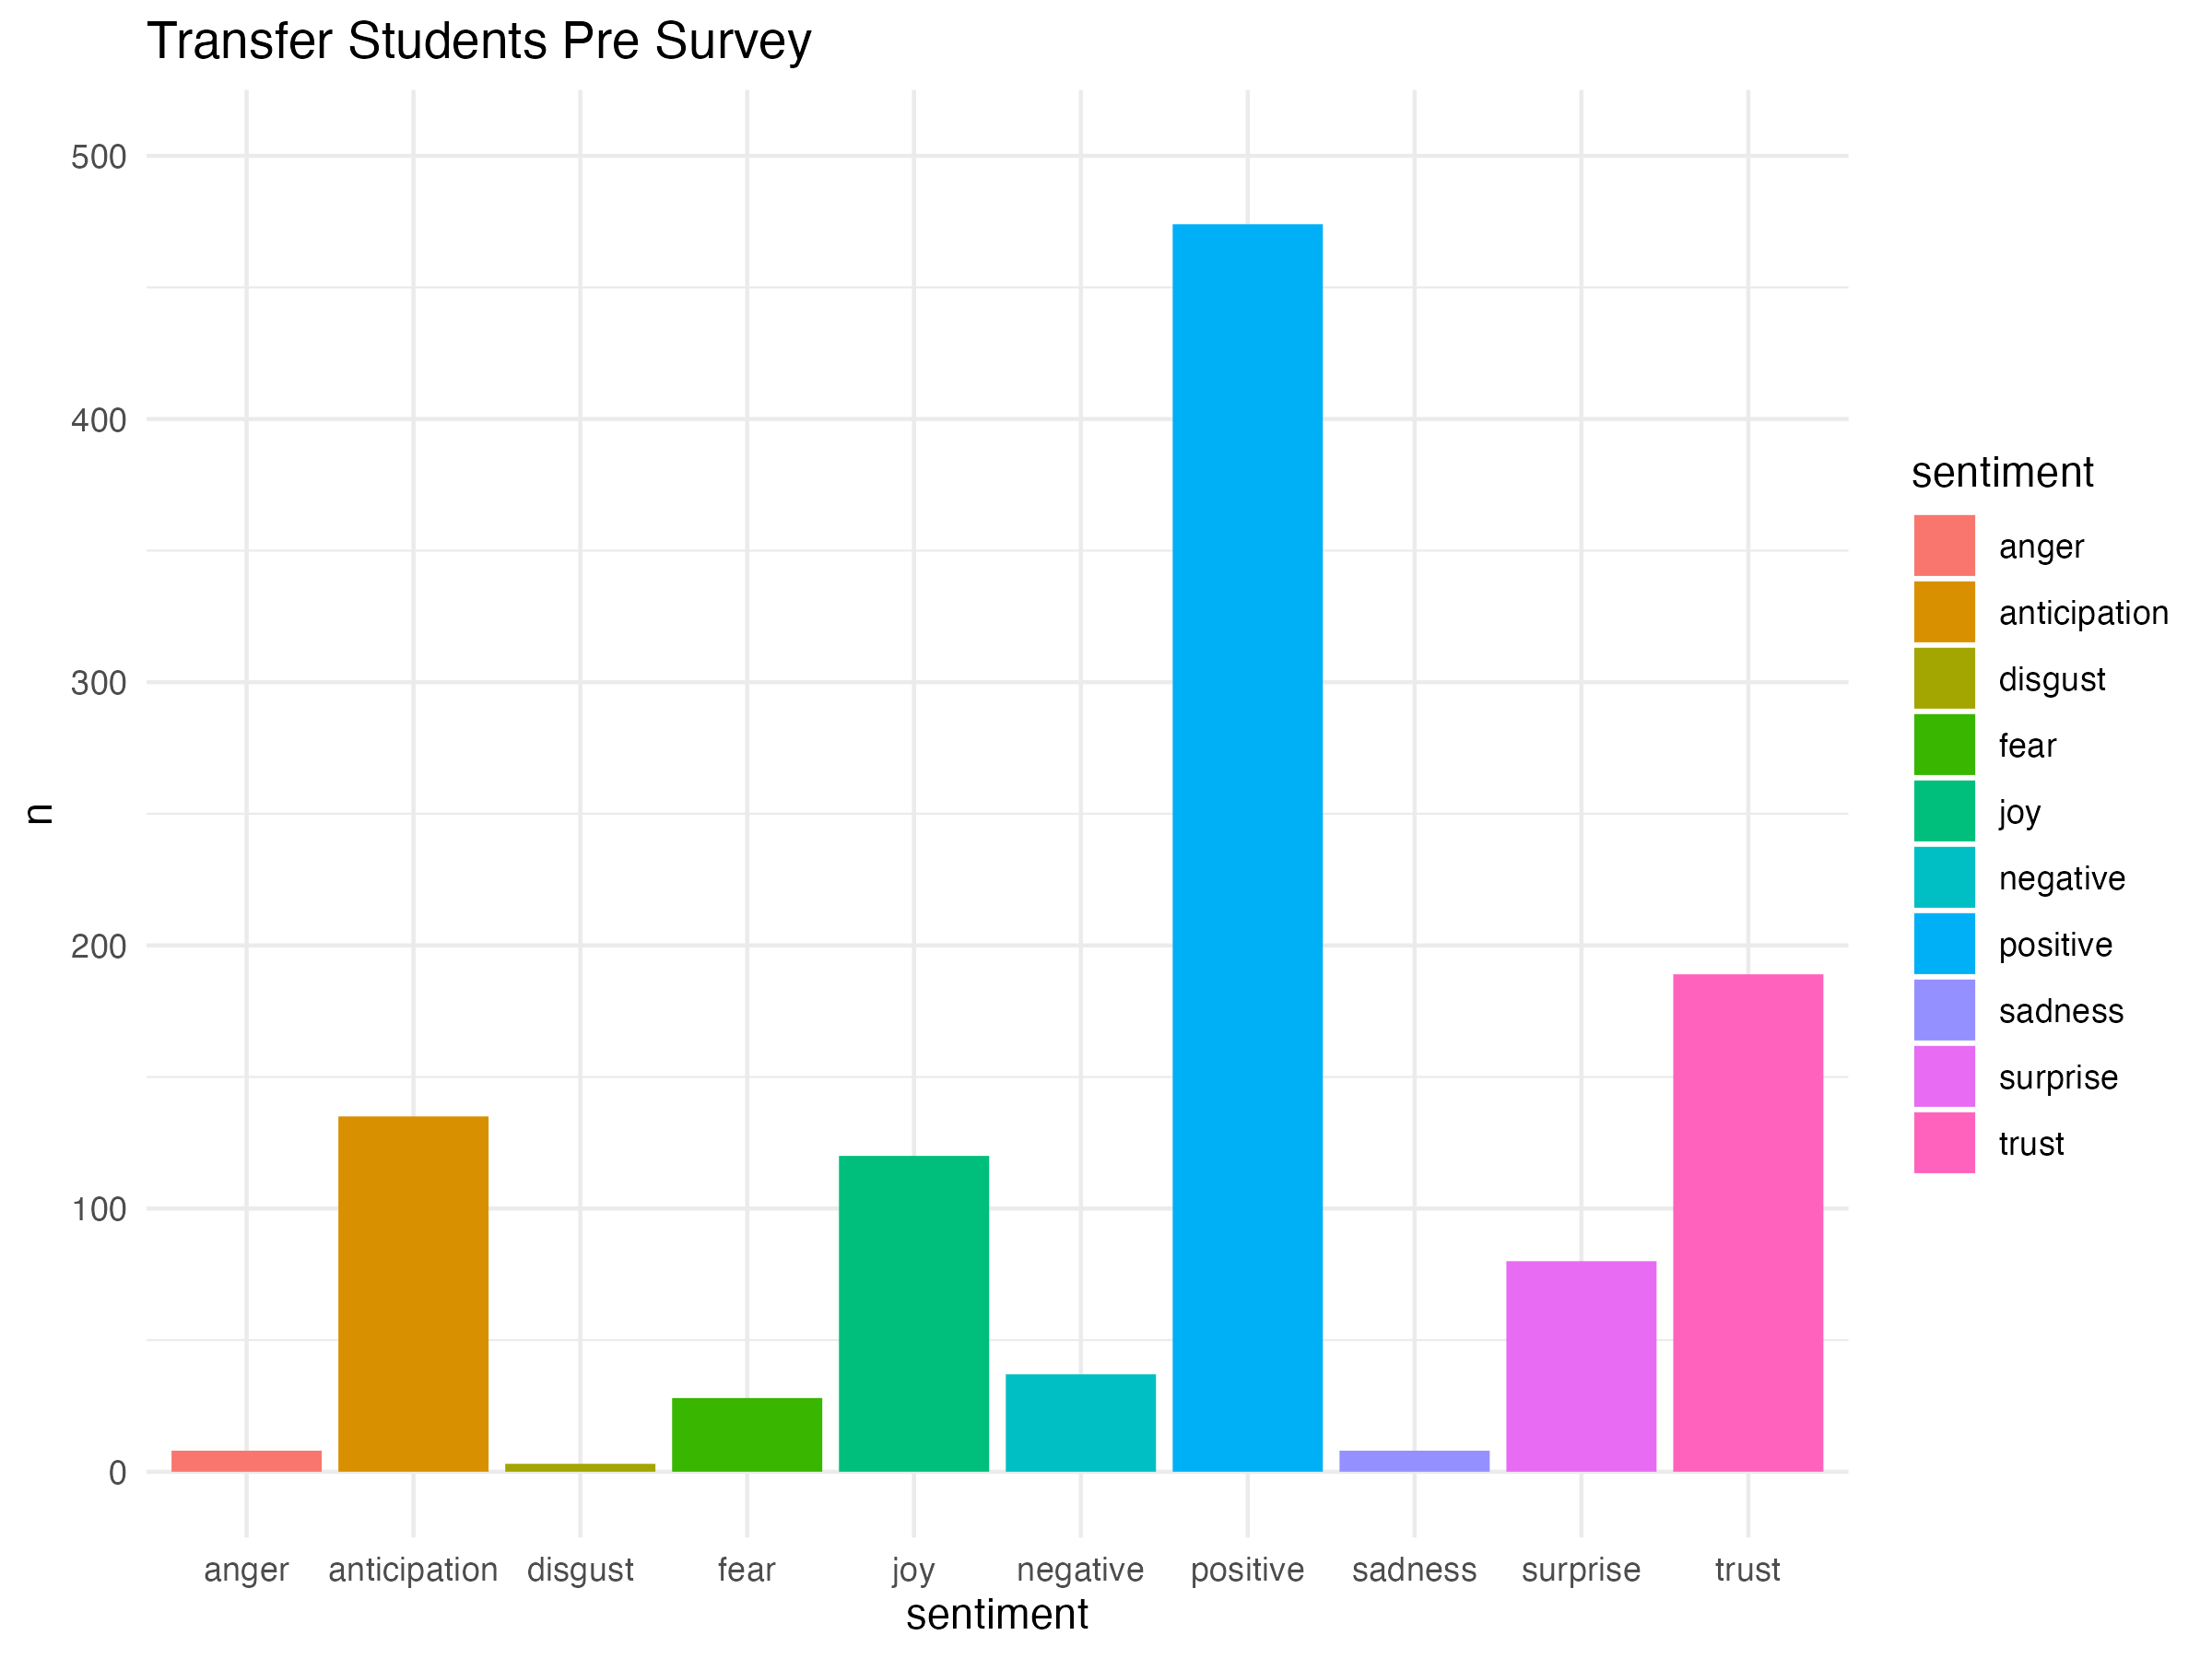 Transfer Students Pre Survey
500
400
300
200
100
0
n
anger anticipation disgust fear joy negative positive sadness surprise trust
sentiment
sentiment
anger
anticipation
disgust
fear
joy
negative
positive
sadness
surprise
trust